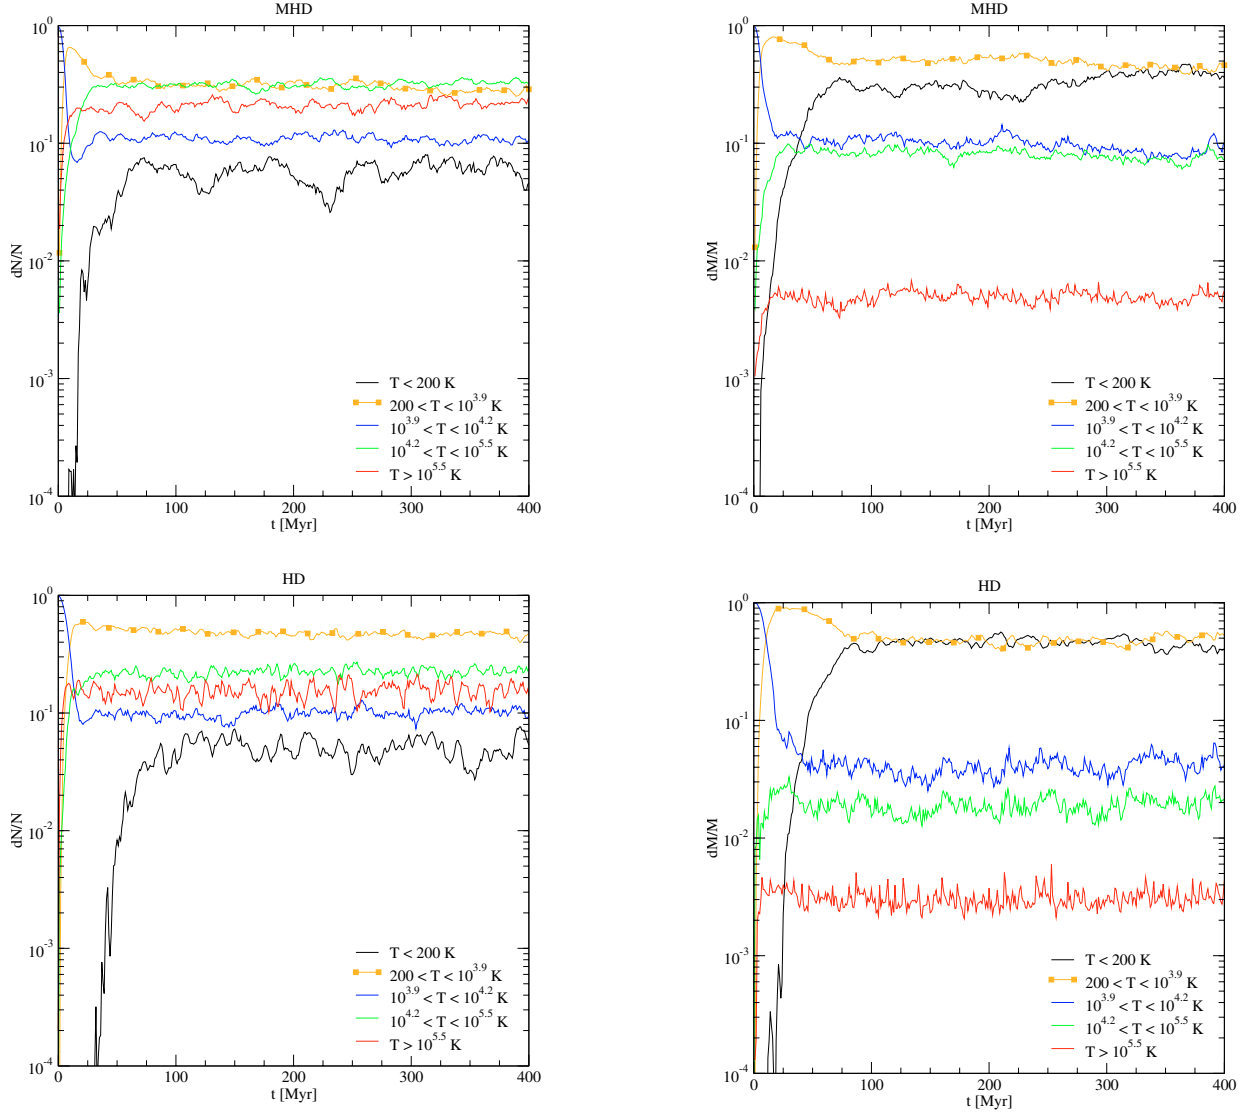 MHD
10^0
10^-1
10^-2
10^-3
10^-4
dN/N
T < 200 K
200 < T < 10^3.9 K
10^3.9 < T < 10^4.2 K
10^4.2 < T < 10^5.5 K
T > 10^5.5 K
0 100 200 300 400
t [Myr]
MHD
10^0
10^-1
10^-2
10^-3
10^-4
dM/M
T < 200 K
200 < T < 10^3.9 K
10^3.9 < T < 10^4.2 K
10^4.2 < T < 10^5.5 K
T > 10^5.5 K
0 100 200 300 400
t [Myr]
HD
10^0
10^-1
10^-2
10^-3
10^-4
dN/N
T < 200 K
200 < T < 10^3.9 K
10^3.9 < T < 10^4.2 K
10^4.2 < T < 10^5.5 K
T > 10^5.5 K
0 100 200 300 400
t [Myr]
HD
10^0
10^-1
10^-2
10^-3
10^-4
dM/M
T < 200 K
200 < T < 10^3.9 K
10^3.9 < T < 10^4.2 K
10^4.2 < T < 10^5.5 K
T > 10^5.5 K
0 100 200 300 400
t [Myr]